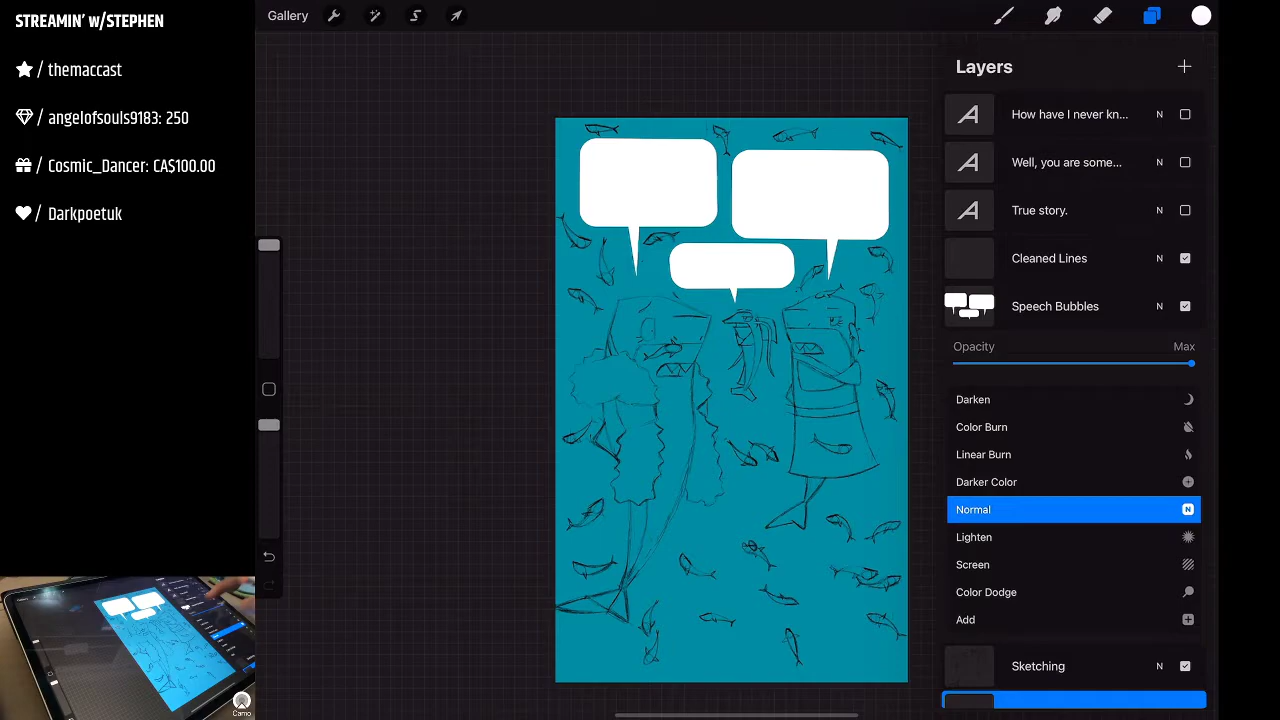 STREAMIN' w/STEPHEN
/ themaccast
/ angelofsouls9183: 250
/ Cosmic_Dancer: CA$100.00
/ Darkpoetuk
Camo
Gallery
Layers
How have I never kn... N
Well, you are some... N
True story. N
Cleaned Lines N
Speech Bubbles N
Opacity Max
Darken
Color Burn
Linear Burn
Darker Color
Normal N
Lighten
Screen
Color Dodge
Add
Sketching N